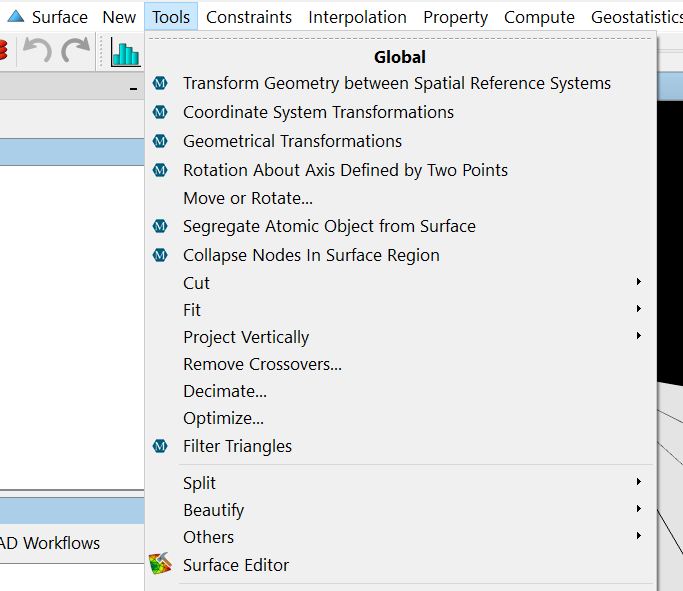 Surface New Tools Constraints Interpolation Property Compute Geostatistics
Global
Transform Geometry between Spatial Reference Systems
Coordinate System Transformations
Geometrical Transformations
Rotation About Axis Defined by Two Points
Move or Rotate...
Segregate Atomic Object from Surface
Collapse Nodes In Surface Region
Cut
Fit
Project Vertically
Remove Crossovers...
Decimate...
Optimize...
Filter Triangles
Split
Beautify
Others
AD Workflows
Surface Editor